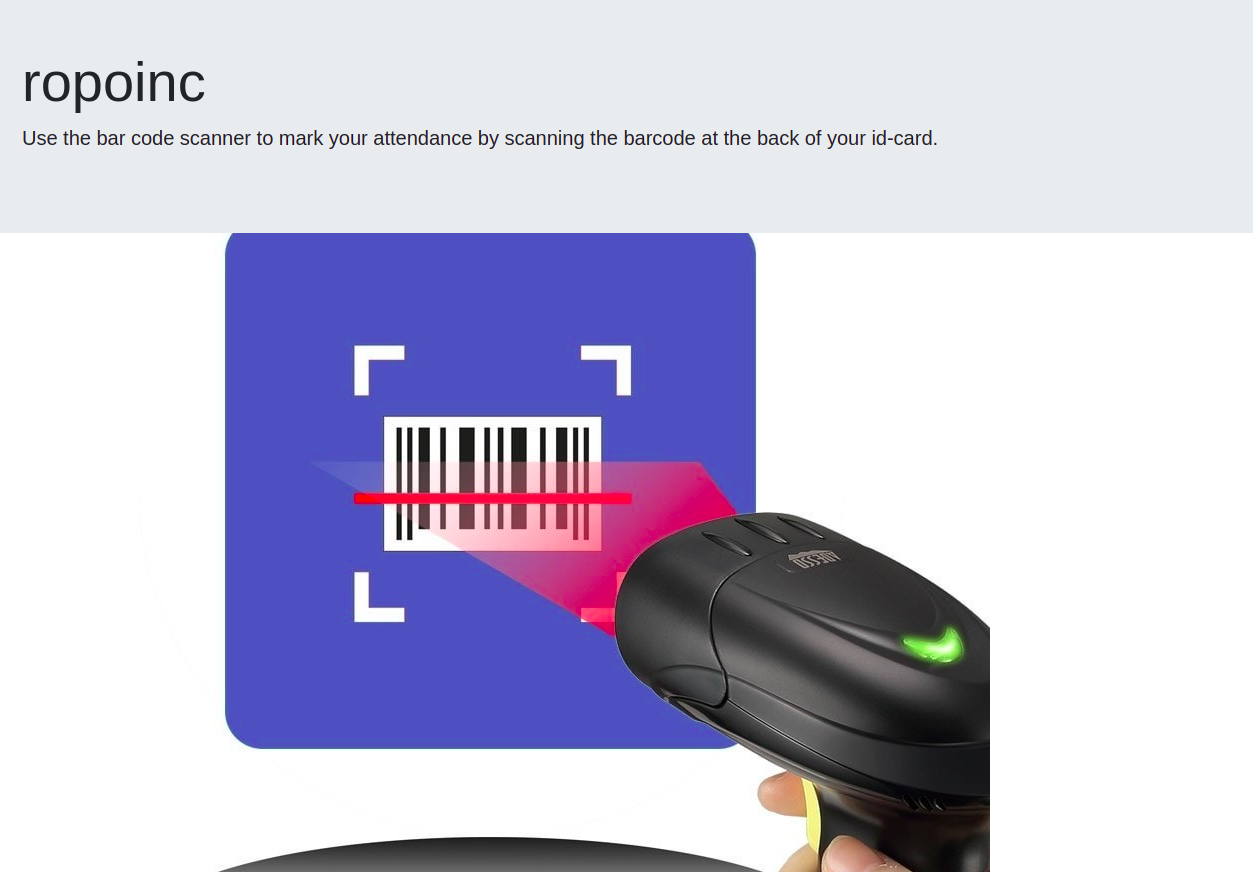 ropoinc
Use the bar code scanner to mark your attendance by scanning the barcode at the back of your id-card.
ADESSO